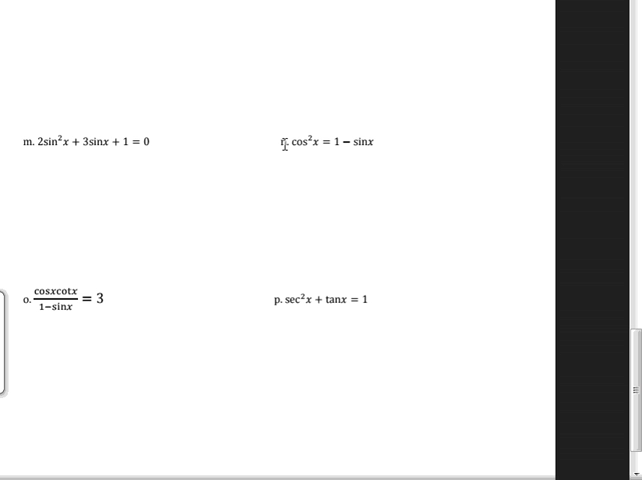 m. 2sin²x + 3sinx + 1 = 0
cos²x = 1 − sinx
o. cosxcotx/1−sinx = 3
p. sec²x + tanx = 1